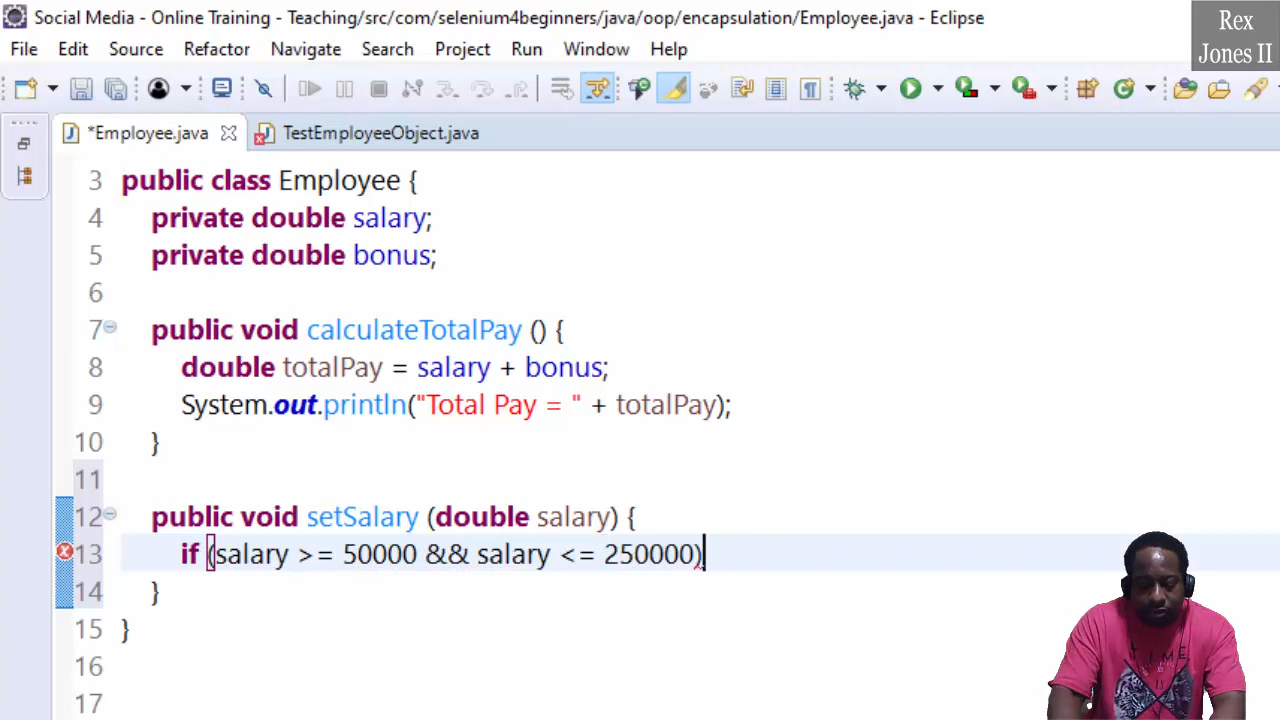 Social Media - Online Training - Teaching/src/com/selenium4beginners/java/oop/encapsulation/Employee.java - Eclipse
Rex
Jones II
File Edit Source Refactor Navigate Search Project Run Window Help
*Employee.java TestEmployeeObject.java
3 public class Employee {
4 private double salary;
5 private double bonus;
6
7 public void calculateTotalPay () {
8 double totalPay = salary + bonus;
9 System.out.println("Total Pay = " + totalPay);
10 }
11
12 public void setSalary (double salary) {
13 if (salary >= 50000 && salary <= 250000)
14 }
15 }
16
17